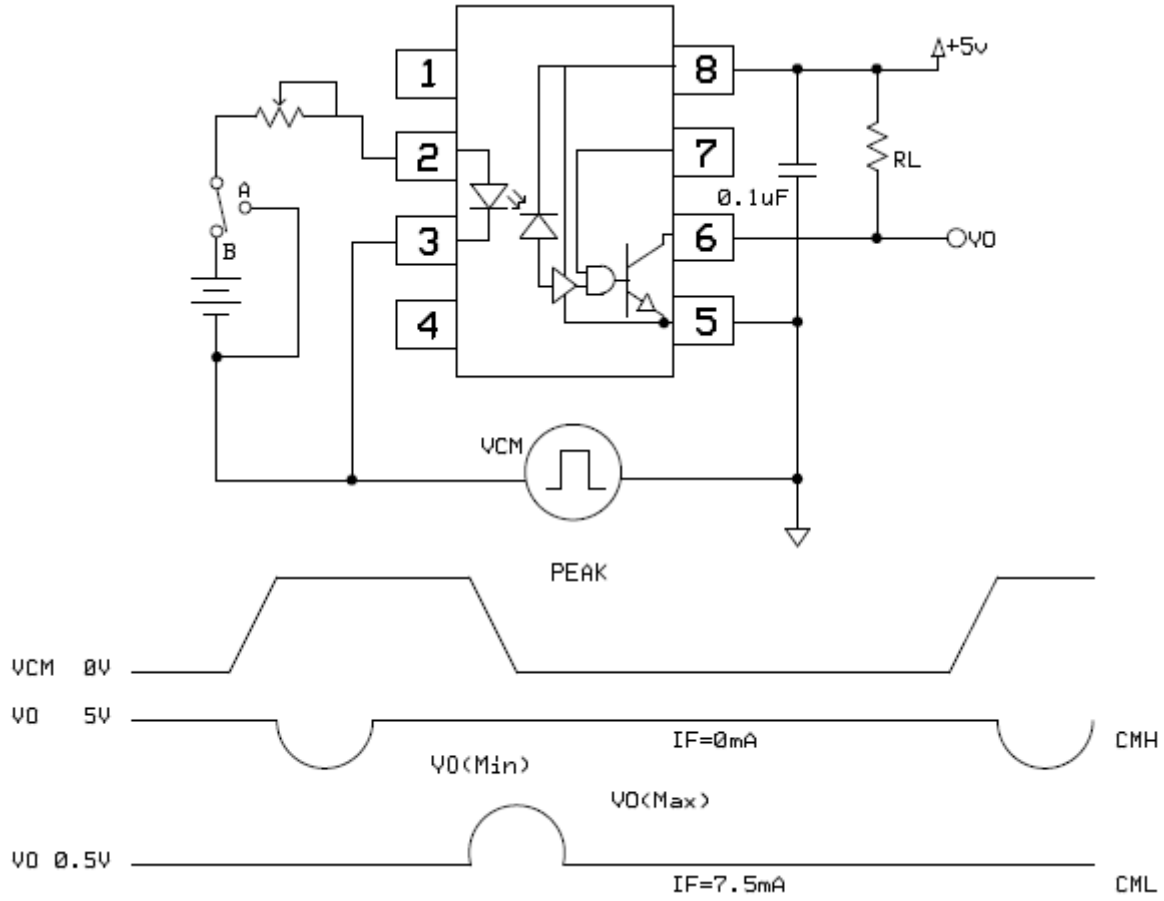 +5v
1
8
2
7
A
RL
0.1uF
3
6
VO
B
4
5
VCM
PEAK
VCM 0V
VO 5V
IF=0mA
CMH
VO(Min)
VO(Max)
VO 0.5V
IF=7.5mA
CML